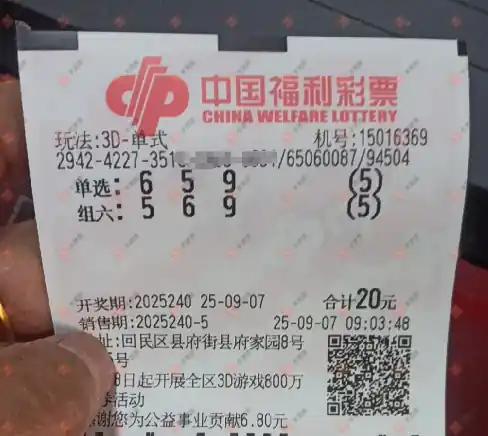 中国福利彩票
CHINA WELFARE LOTTERY
玩法:3D-单式 机号:15016369
2942-4227-351 /65060087/94504
单选: 6 5 9 (5)
组六: 5 6 9 (5)
开奖期:2025240 25-09-07 合计20元
销售期:2025240-5 25-09-07 09:03:48
址:回民区县府街县府家园8号
号
8日起开展全区3D游戏800万
活动
谢您为公益事业贡献6.80元